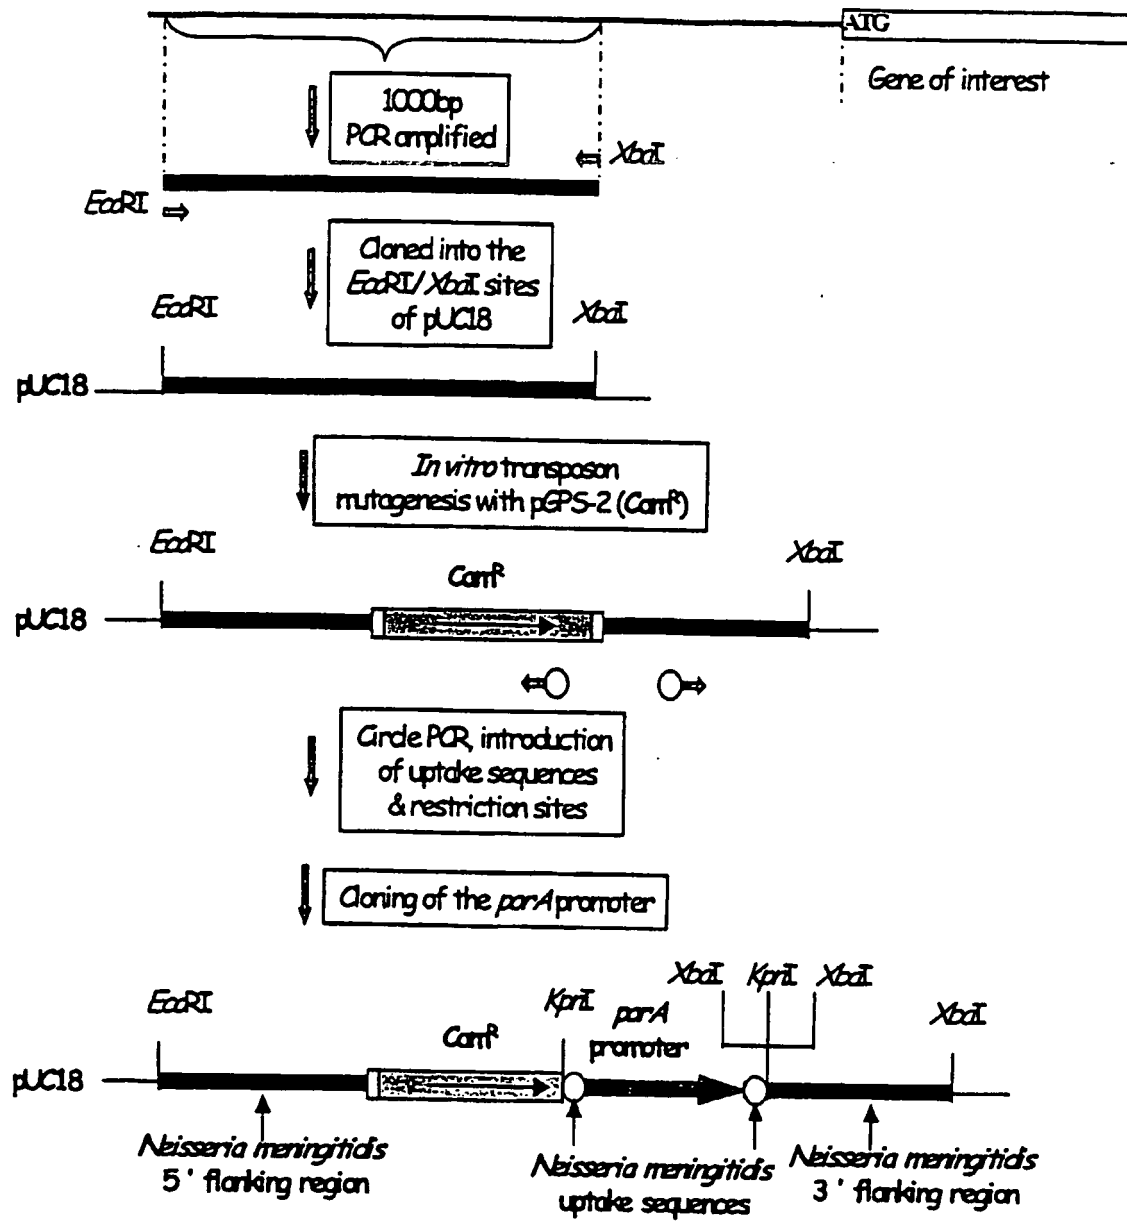 ATG
Gene of interest
1000bp
PCR amplified
XbaI
EcoRI
Cloned into the
EcoRI/XbaI sites
of pUC18
EcoRI
XbaI
pUC18
In vitro transposon
mutagenesis with pGPS-2 (CamR)
EcoRI
XbaI
CamR
pUC18
Circle PCR, introduction
of uptake sequences
& restriction sites
Cloning of the porA promoter
XbaI KpnI XbaI
EcoRI
KpnI
porA
promoter
XbaI
CamR
pUC18
Neisseria meningitidis
5' flanking region
Neisseria meningitidis
uptake sequences
Neisseria meningitidis
3' flanking region